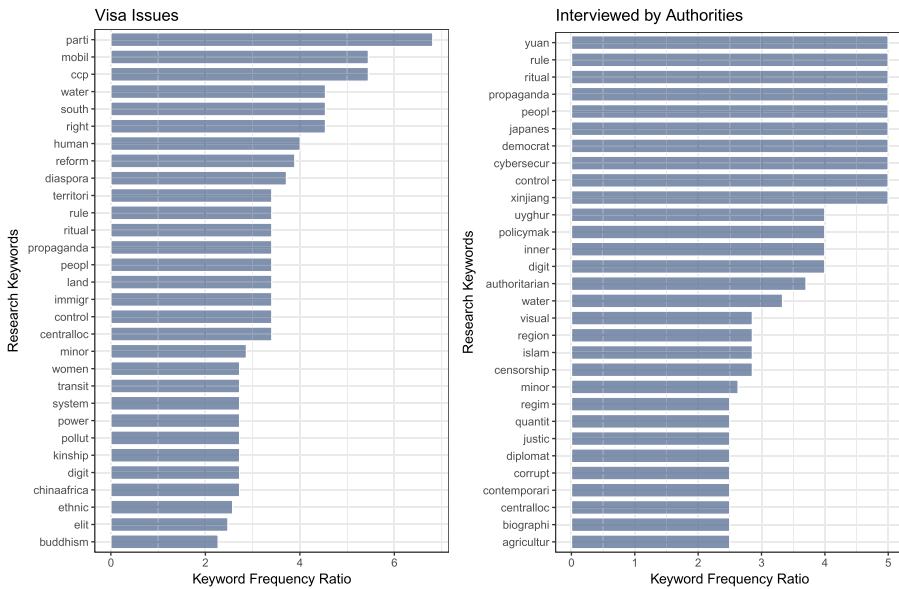 Visa Issues
Research Keywords
parti
mobil
ccp
water
south
right
human
reform
diaspora
territori
rule
ritual
propaganda
peopl
land
immigr
control
centralloc
minor
women
transit
system
power
pollut
kinship
digit
chinaafrica
ethnic
elit
buddhism
0 2 4 6
Keyword Frequency Ratio
Interviewed by Authorities
Research Keywords
yuan
rule
ritual
propaganda
peopl
japanes
democrat
cybersecur
control
xinjiang
uyghur
policymak
inner
digit
authoritarian
water
visual
region
islam
censorship
minor
regim
quantit
justic
diplomat
corrupt
contemporari
centralloc
biographi
agricultur
0 1 2 3 4 5
Keyword Frequency Ratio